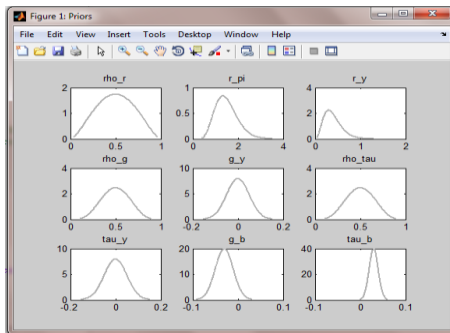 Figure 1: Priors
File Edit View Insert Tools Desktop Window Help
rho_r r_pi r_y
2 1 0 0 0.5 1
1 0.5 0 0 2 4
4 2 0 0 1 2
rho_g g_y rho_tau
4 2 0 0 0.5 1
10 5 0 -0.2 0 0.2
4 2 0 0 0.5 1
tau_y g_b tau_b
10 5 0 -0.2 0 0.2
20 10 0 -0.1 0 0.1
40 20 0 -0.1 0 0.1